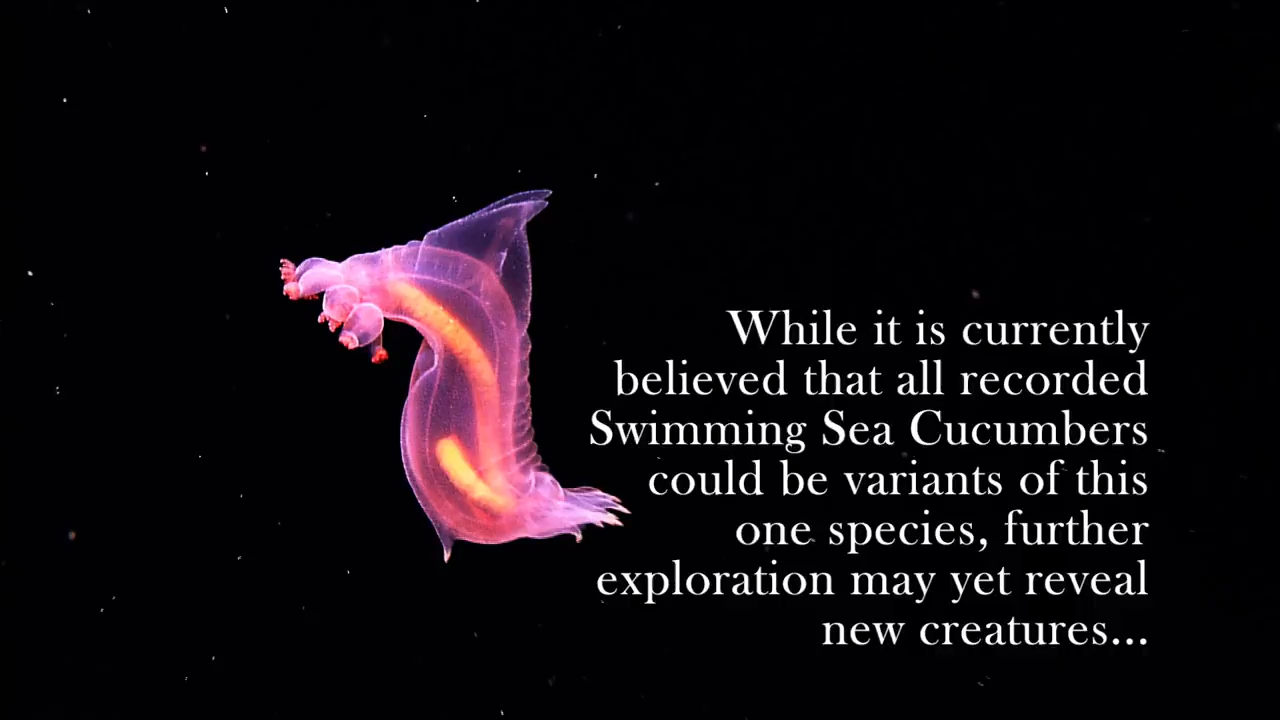 While it is currently
believed that all recorded
Swimming Sea Cucumbers
could be variants of this
one species, further
exploration may yet reveal
new creatures...